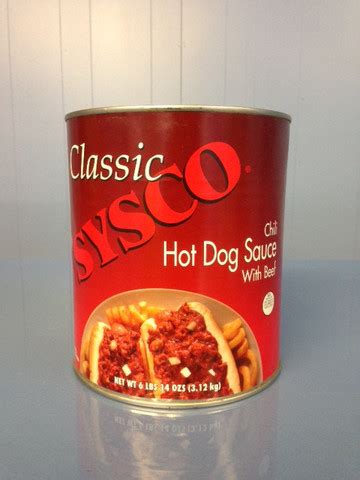 Classic
SYSCO
Chili
Hot Dog Sauce
With Beef
NET WT 6 LBS 14 OZS (3.12 kg)